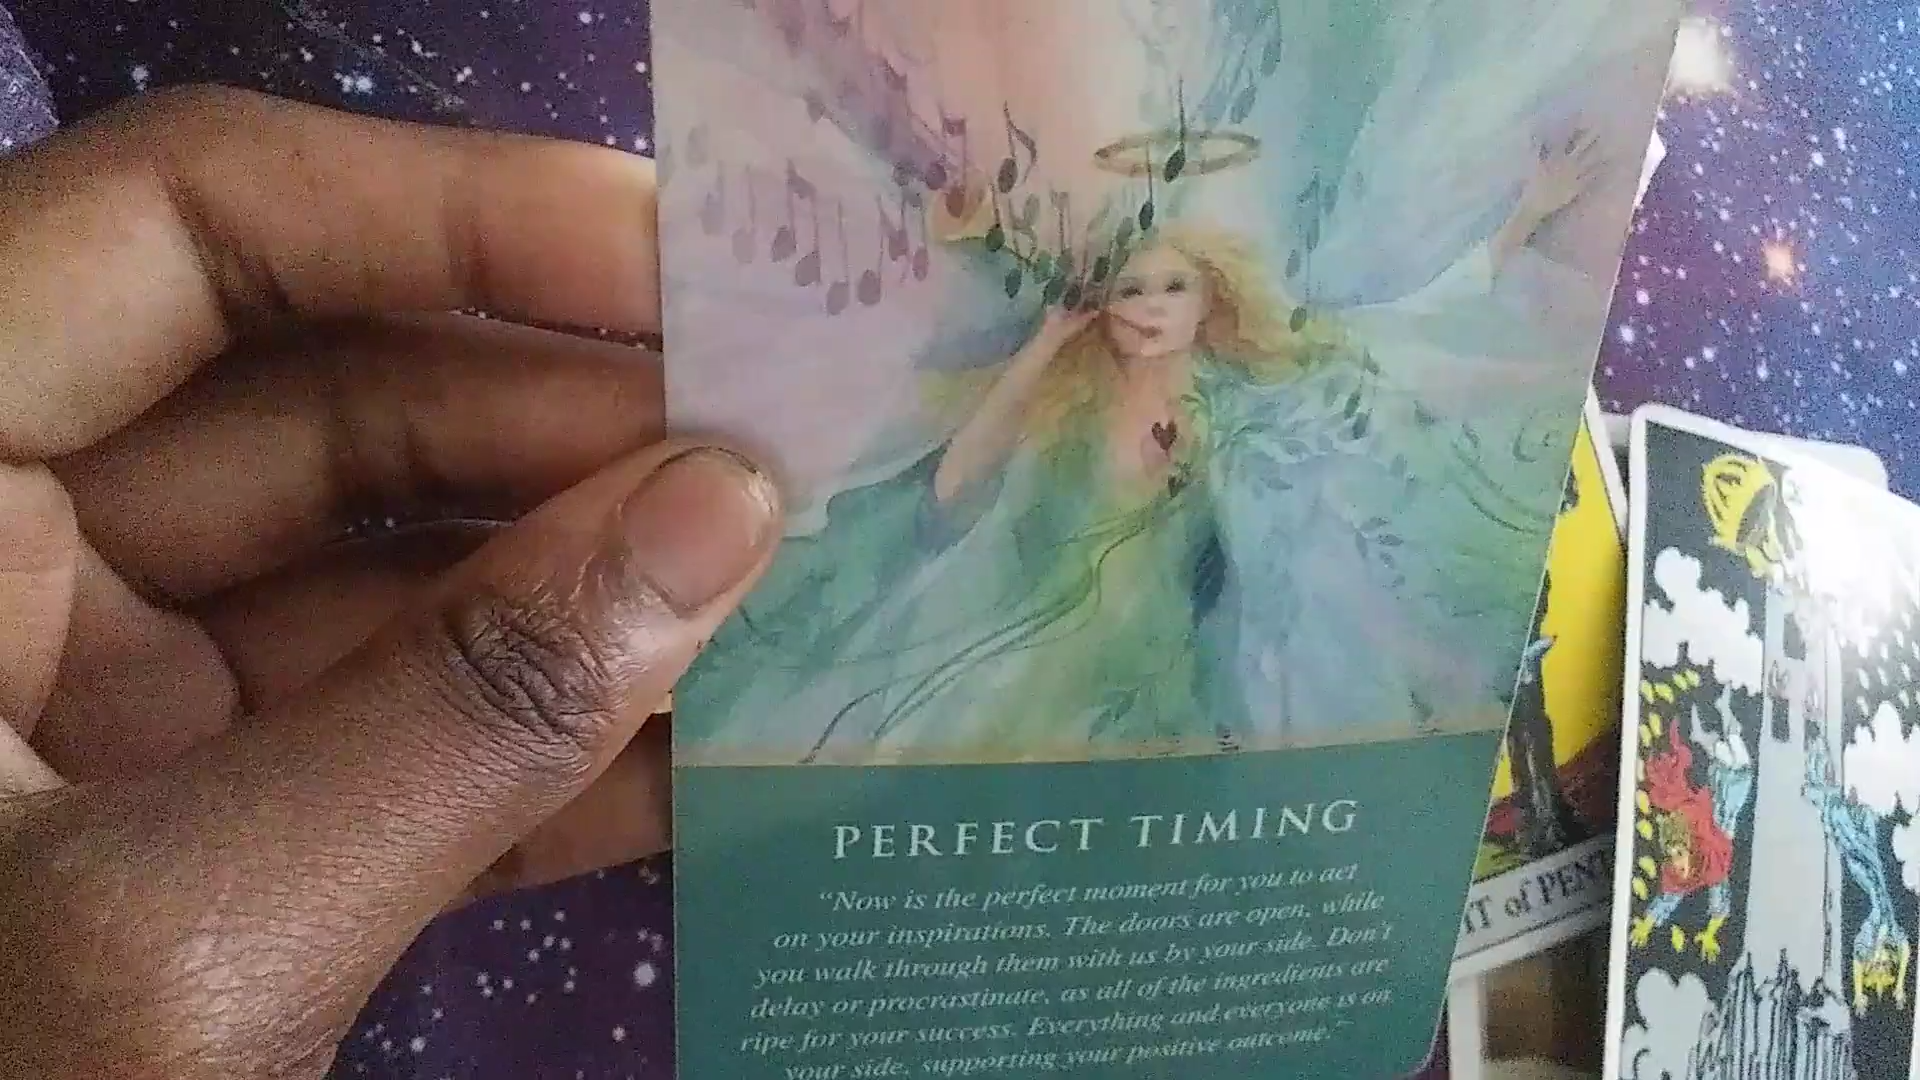 PERFECT TIMING
“Now is the perfect moment for you to act
on your inspirations. The doors are open, while
you walk through them with us by your side. Don't
delay or procrastinate, as all of the ingredients are
ripe for your success. Everything and everyone is on
your side, supporting your positive outcome.”
of PENT